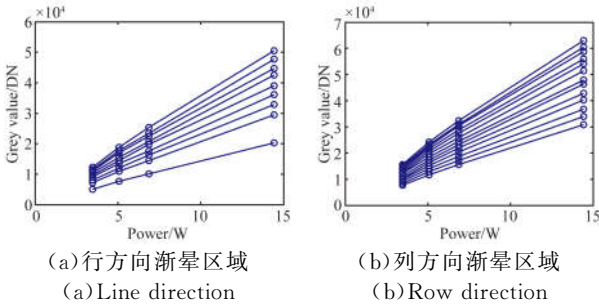 ×10⁴
6
5
4
3
2
1
0
Grey value/DN
0 5 10 15
Power/W
(a)行方向渐晕区域
(a)Line direction
×10⁴
7
6
5
4
3
2
1
0
Grey value/DN
0 5 10 15
Power/W
(b)列方向渐晕区域
(b)Row direction